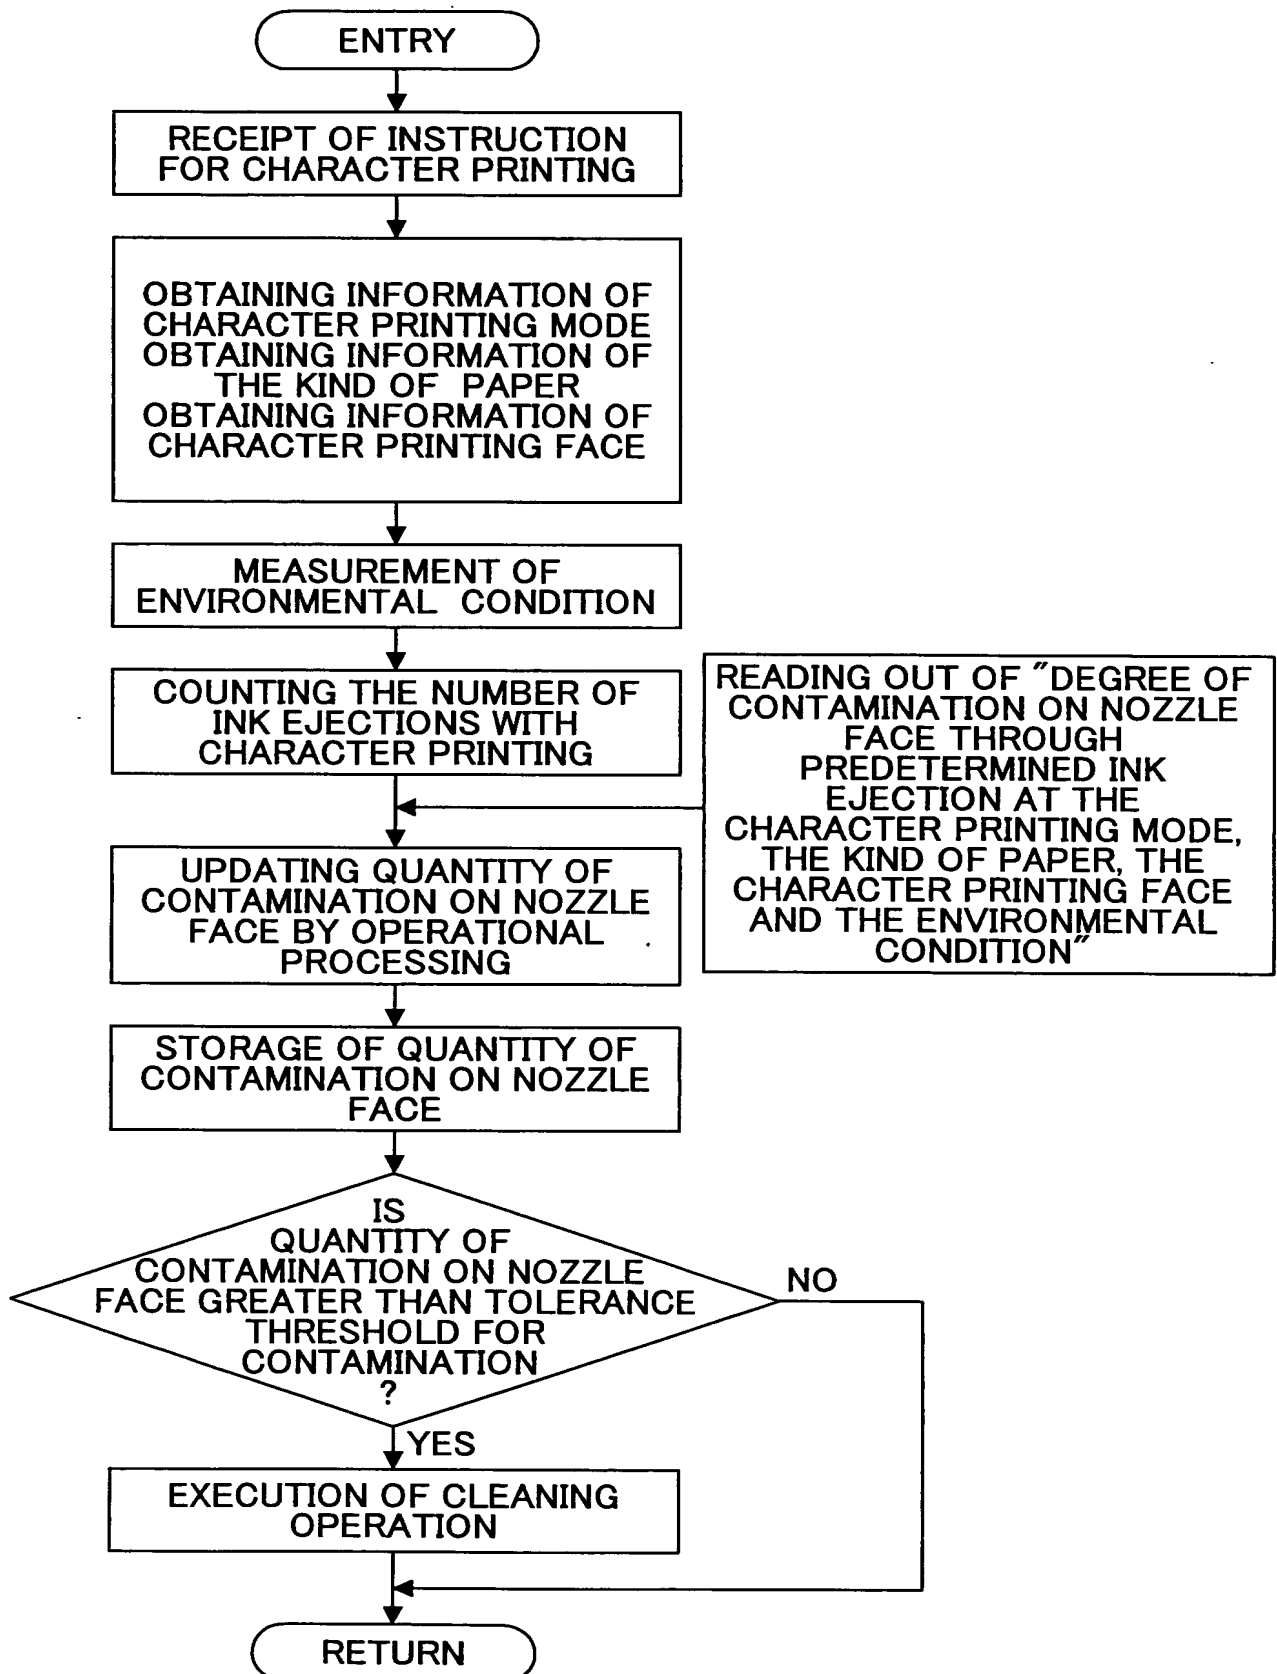 ENTRY
RECEIPT OF INSTRUCTION
FOR CHARACTER PRINTING
OBTAINING INFORMATION OF
CHARACTER PRINTING MODE
OBTAINING INFORMATION OF
THE KIND OF PAPER
OBTAINING INFORMATION OF
CHARACTER PRINTING FACE
MEASUREMENT OF
ENVIRONMENTAL CONDITION
COUNTING THE NUMBER OF
INK EJECTIONS WITH
CHARACTER PRINTING
READING OUT OF "DEGREE OF
CONTAMINATION ON NOZZLE
FACE THROUGH
PREDETERMINED INK
EJECTION AT THE
CHARACTER PRINTING MODE,
THE KIND OF PAPER, THE
CHARACTER PRINTING FACE
AND THE ENVIRONMENTAL
CONDITION"
UPDATING QUANTITY OF
CONTAMINATION ON NOZZLE
FACE BY OPERATIONAL
PROCESSING
STORAGE OF QUANTITY OF
CONTAMINATION ON NOZZLE
FACE
IS
QUANTITY OF
CONTAMINATION ON NOZZLE
FACE GREATER THAN TOLERANCE
THRESHOLD FOR
CONTAMINATION
?
NO
YES
EXECUTION OF CLEANING
OPERATION
RETURN